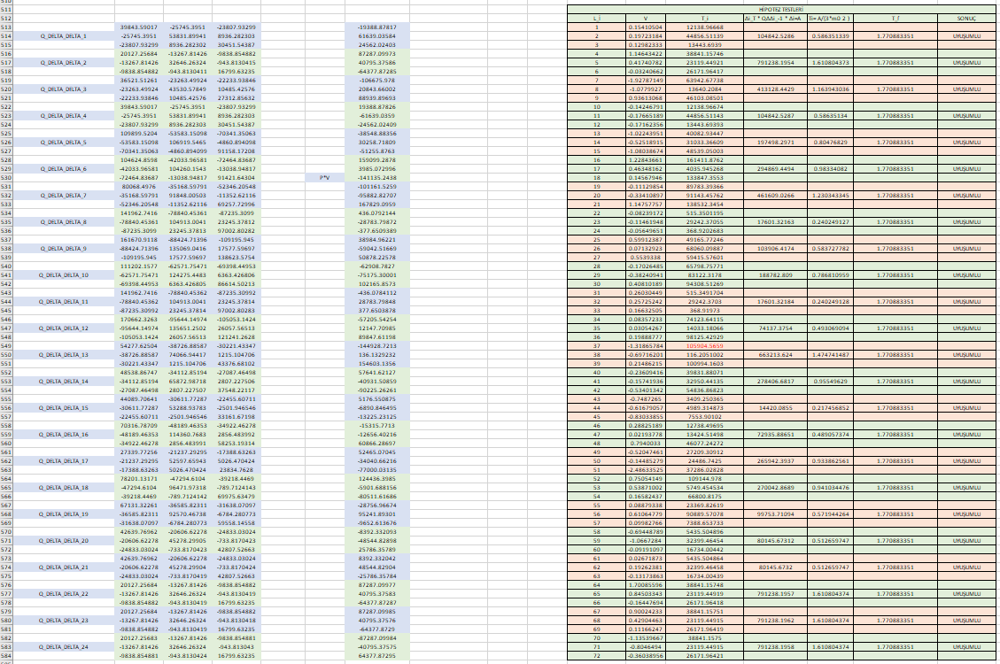 511 HİPOTEZ TESTLERİ
512 L_İ V T_i Δi_T * QΔΔi_-1 * Δi=A Ti= A/(3*m0 2 ) T_f SONUÇ
513 39843.59017 -25745.3951 -23807.93299 -19388.87817 1 0.15410504 12138.96668
514 Q_DELTA_DELTA_1 -25745.3951 53831.89941 8936.282303 61639.03584 2 0.19723184 44856.51139 104842.5286 0.586351339 1.770883351 UYUŞUMLU
515 -23807.93299 8936.282302 30451.54387 24562.02403 3 0.12982333 13443.6939
516 20127.6258 -13267.81426 -9838.854882 87287.09973 4 1.14643422 38841.15746
517 Q_DELTA_DELTA_2 -13267.81426 32646.26324 -943.8130415 40795.37586 5 0.41740782 23119.44921 791238.1954 1.610804373 1.770883351 UYUŞUMLU
518 -9838.854882 -943.8130411 16799.63235 -64377.87285 6 -0.03240662 26171.96417
519 36521.51261 -23263.49924 -22233.93846 -106675.978 7 -1.92787149 63942.67738
520 Q_DELTA_DELTA_3 -23263.49924 43530.57849 10485.42576 20843.66002 8 -1.0779927 13640.2084 413128.4429 1.163943036 1.770883351 UYUŞUMLU
521 -22233.93846 10485.42576 27312.85632 88939.89693 9 0.93613068 46103.08501
522 39843.59017 -25745.3951 -23807.93299 19388.87826 10 -0.14246791 12138.96674
523 Q_DELTA_DELTA_4 -25745.3951 53831.89941 8936.282303 -61639.0359 11 -0.17665189 44856.51143 104842.5287 0.58635134 1.770883351 UYUŞUMLU
524 -23807.93299 8936.282303 30451.54387 -24562.02409 12 -0.17162356 13443.69393
525 109899.5204 -53583.15098 -70341.35063 -38548.88356 13 -1.02243951 40082.93447
526 Q_DELTA_DELTA_5 -53583.15098 106919.5465 -4860.894098 30258.71809 14 -0.52518915 31033.36609 197498.2971 0.80476829 1.770883351 UYUŞUMLU
527 -70341.35063 -4860.894099 91158.17208 -51255.8763 15 -1.08038674 48539.05003
528 104624.8598 -42033.96581 -72464.83687 159099.2878 16 1.22843661 161411.8762
529 Q_DELTA_DELTA_6 -42033.96581 104260.1543 -13038.94817 3985.072996 17 0.46348162 4035.945268 294869.4494 0.98334082 1.770883351 UYUŞUMLU
530 -72464.83687 -13038.94817 91421.64304 P*V -141135.2438 18 0.14567946 133847.3553
531 80068.4976 -35168.59791 -52346.20548 -101161.5259 19 -0.11129854 89783.39366
532 Q_DELTA_DELTA_7 -35168.59791 91848.00503 -11352.62116 -95882.82707 20 -0.33410897 91143.45762 461609.0266 1.230343345 1.770883351 UYUŞUMLU
533 -52346.20548 -11352.62116 69257.72996 167829.0959 21 1.14757757 138532.3454
534 141962.7416 -78840.45361 -87235.3099 436.0792144 22 -0.08239172 515.3501195
535 Q_DELTA_DELTA_8 -78840.45361 104913.0041 23245.37812 -28783.79872 23 -0.11461948 29242.37055 17601.32163 0.240249127 1.770883351 UYUŞUMLU
536 -87235.3099 23245.37813 97002.80282 -377.6509389 24 -0.05649651 368.9202683
537 161670.9118 -88424.71396 -109195.945 38984.96221 25 0.59912387 49165.77246
538 Q_DELTA_DELTA_9 -88424.71396 135069.0416 17577.59697 -59042.51669 26 0.07132923 68060.09887 103906.4174 0.583727782 1.770883351 UYUŞUMLU
539 -109195.945 17577.59697 138623.5754 50878.22578 27 0.5539338 59415.57601
540 111202.1577 -62571.75471 -69398.44953 -62908.7827 28 -0.17026485 65798.75771
541 Q_DELTA_DELTA_10 -62571.75471 124275.4483 6363.426806 -75175.30001 29 -0.38240941 83122.3178 188782.809 0.786810959 1.770883351 UYUŞUMLU
542 -69398.44953 6363.426805 86614.50213 102165.8573 30 0.40810189 94308.51269
543 141962.7416 -78840.45362 -87235.30992 -436.0784112 31 0.26030449 515.3491704
544 Q_DELTA_DELTA_11 -78840.45362 104913.0041 23245.37814 28783.79848 32 0.25725242 29242.3703 17601.32184 0.240249128 1.770883351 UYUŞUMLU
545 -87235.30992 23245.37814 97002.80283 377.6503878 33 0.16632505 368.91973
546 170662.3263 -95644.14974 -105053.1424 -57205.54254 34 0.08357233 74123.64115
547 Q_DELTA_DELTA_12 -95644.14974 135651.2502 26057.56513 12147.70985 35 0.03054267 14033.18066 74137.3754 0.493069094 1.770883351 UYUŞUMLU
548 -105053.1424 26057.56513 121241.2628 89847.61198 36 0.19888777 98125.42929
549 54277.62504 -38726.88587 -30221.43347 -144928.7213 37 -1.31865784 105904.5659
550 Q_DELTA_DELTA_13 -38726.88587 74066.94417 1215.104706 136.1329232 38 -0.69716201 116.2051002 663213.624 1.474741487 1.770883351 UYUŞUMLU
551 -30221.43347 1215.104706 43376.68102 154603.1356 39 0.21486215 100994.1603
552 48538.86747 -34112.85194 -27087.46498 57641.62127 40 -0.23609416 39831.88071
553 Q_DELTA_DELTA_14 -34112.85194 65872.98718 2807.227506 -40931.50859 41 -0.15741936 32950.44135 278406.6817 0.95549629 1.770883351 UYUŞUMLU
554 -27087.46498 2807.227507 37548.22117 -90225.26261 42 -0.53401342 54836.86823
555 44089.70641 -30611.77287 -22455.60711 5176.550875 43 -0.7487265 3409.250365
556 Q_DELTA_DELTA_15 -30611.77287 53288.93783 -2501.946546 -6890.846495 44 -0.61679057 4989.314873 14420.0855 0.217456852 1.770883351 UYUŞUMLU
557 -22455.60711 -2501.946546 33161.67198 -13225.23125 45 -0.83033855 7553.90102
558 70316.78709 -48189.46353 -34922.46278 -15315.7713 46 0.28825189 12738.49695
559 Q_DELTA_DELTA_16 -48189.46353 114360.7683 2856.483992 -12656.40216 47 0.02193778 13424.51498 72935.88651 0.489057374 1.770883351 UYUŞUMLU
560 -34922.46278 2856.483991 58253.19314 60866.28697 48 0.7940033 46077.24272
561 27339.77256 -21237.29295 -17388.63263 52465.07045 49 -0.52047461 27209.30912
562 Q_DELTA_DELTA_17 -21237.29295 52597.65943 5026.470424 -34040.66216 50 -0.14485279 24486.7425 265942.3937 0.933862561 1.770883351 UYUŞUMLU
563 -17388.63263 5026.470424 23834.7628 -77000.03135 51 -2.48633525 37286.02828
564 78201.13171 -47294.6104 -39218.4469 124436.3985 52 0.75054149 109144.978
565 Q_DELTA_DELTA_18 -47294.6104 96471.97318 -789.7124143 -5901.688156 53 0.53871002 5749.454534 270042.8689 0.941034476 1.770883351 UYUŞUMLU
566 -39218.4469 -789.7124142 69975.63479 -80511.61686 54 0.16582437 66800.8175
567 67131.32261 -36585.82311 -31638.07097 -28756.96674 55 0.08879338 23369.82619
568 Q_DELTA_DELTA_19 -36585.82311 92570.46738 -6784.280773 95241.89301 56 0.61064779 90889.57078 99753.71094 0.571944264 1.770883351 UYUŞUMLU
569 -31638.07097 -6784.280773 59558.14558 -9652.613676 57 0.09982766 7388.653733
570 42639.76962 -20606.62278 -24833.03024 -8392.332093 58 -0.69448789 5435.504896
571 Q_DELTA_DELTA_20 -20606.62278 45278.29905 -733.8170423 -48544.82898 59 -1.0667284 32399.46454 80145.67312 0.512659747 1.770883351 UYUŞUMLU
572 -24833.03024 -733.8170423 42807.52663 25786.35789 60 -0.09191097 16734.00442
573 42639.76962 -20606.62278 -24833.03024 8392.332042 61 0.02671873 5435.504864
574 Q_DELTA_DELTA_21 -20606.62278 45278.29904 -733.8170424 48544.82904 62 0.19262381 32399.46458 80145.6732 0.512659747 1.770883351 UYUŞUMLU
575 -24833.03024 -733.8170424 42807.52663 -25786.35784 63 -0.13173863 16734.00439
576 20127.6258 -13267.81426 -9838.854882 87287.09977 64 1.70085596 38841.15748
577 Q_DELTA_DELTA_22 -13267.81426 32646.26324 -943.8130419 40795.37583 65 0.84503343 23119.44919 791238.1957 1.610804374 1.770883351 UYUŞUMLU
578 -9838.854882 -943.8130416 16799.63235 -64377.87287 66 -0.16447694 26171.96418
579 20127.6258 -13267.81426 -9838.854882 87287.09985 67 0.90024233 38841.15751
580 Q_DELTA_DELTA_23 -13267.81426 32646.26324 -943.8130418 40795.37576 68 0.42904463 23119.44915 791238.1962 1.610804374 1.770883351 UYUŞUMLU
581 -9838.854882 -943.8130419 16799.63235 -64377.8729 69 0.11166247 26171.96419
582 20127.62583 -13267.81426 -9838.854881 -87287.09984 70 -1.13539667 38841.1575
583 Q_DELTA_DELTA_24 -13267.81426 32646.26324 -943.813043 -40795.37575 71 -0.8046494 23119.44915 791238.1958 1.610804374 1.770883351 UYUŞUMLU
584 -9838.854881 -943.8130424 16799.63235 64377.87295 72 -0.36038956 26171.96421